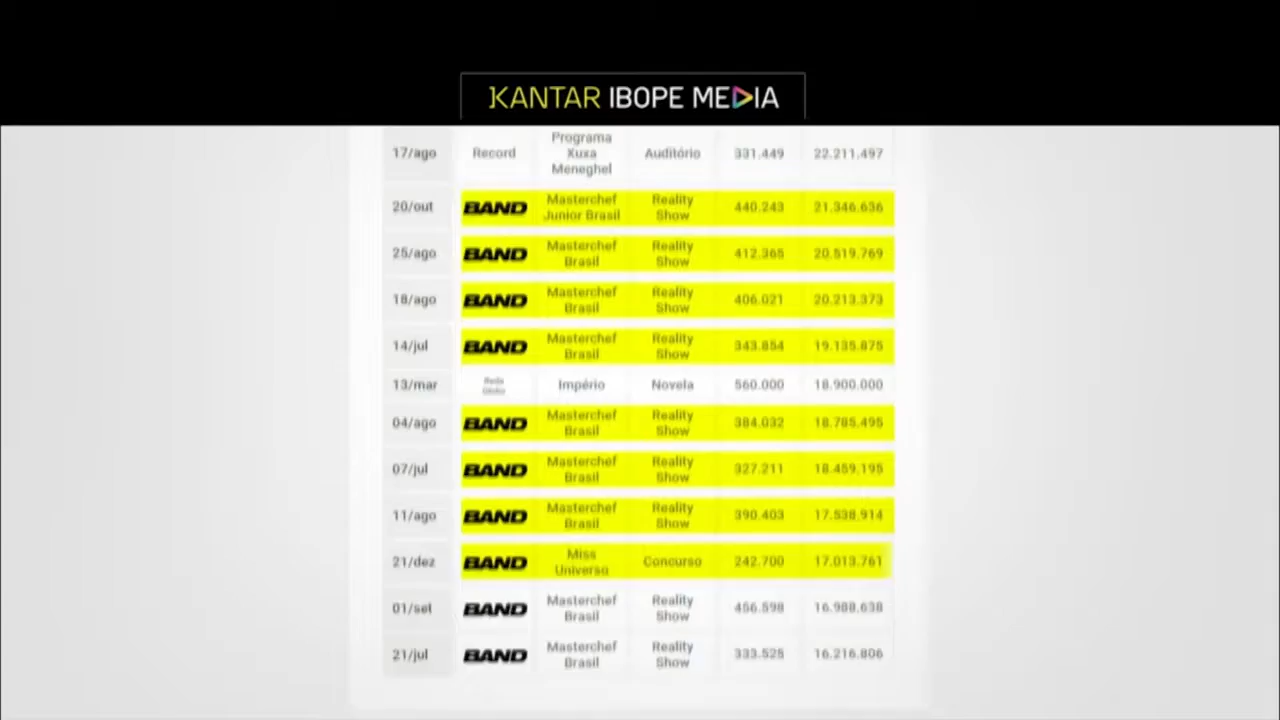 KANTAR IBOPE MEDIA
17/ago Record Programa Xuxa Meneghel Auditório 331.449 22.211.497
20/out BAND Masterchef Junior Brasil Reality Show 440.243 21.346.636
25/ago BAND Masterchef Brasil Reality Show 412.365 20.519.769
18/ago BAND Masterchef Brasil Reality Show 406.021 20.213.373
14/jul BAND Masterchef Brasil Reality Show 343.854 19.135.875
13/mar Rede Globo Império Novela 560.000 18.900.000
04/ago BAND Masterchef Brasil Reality Show 384.032 18.785.495
07/jul BAND Masterchef Brasil Reality Show 327.211 18.459.195
11/ago BAND Masterchef Brasil Reality Show 390.403 17.538.914
21/dez BAND Miss Universo Concurso 242.700 17.013.761
01/set BAND Masterchef Brasil Reality Show 456.598 16.988.638
21/jul BAND Masterchef Brasil Reality Show 333.525 16.216.806